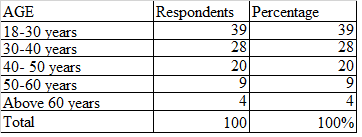 AGE Respondents Percentage
18-30 years 39 39
30-40 years 28 28
40- 50 years 20 20
50-60 years 9 9
Above 60 years 4 4
Total 100 100%